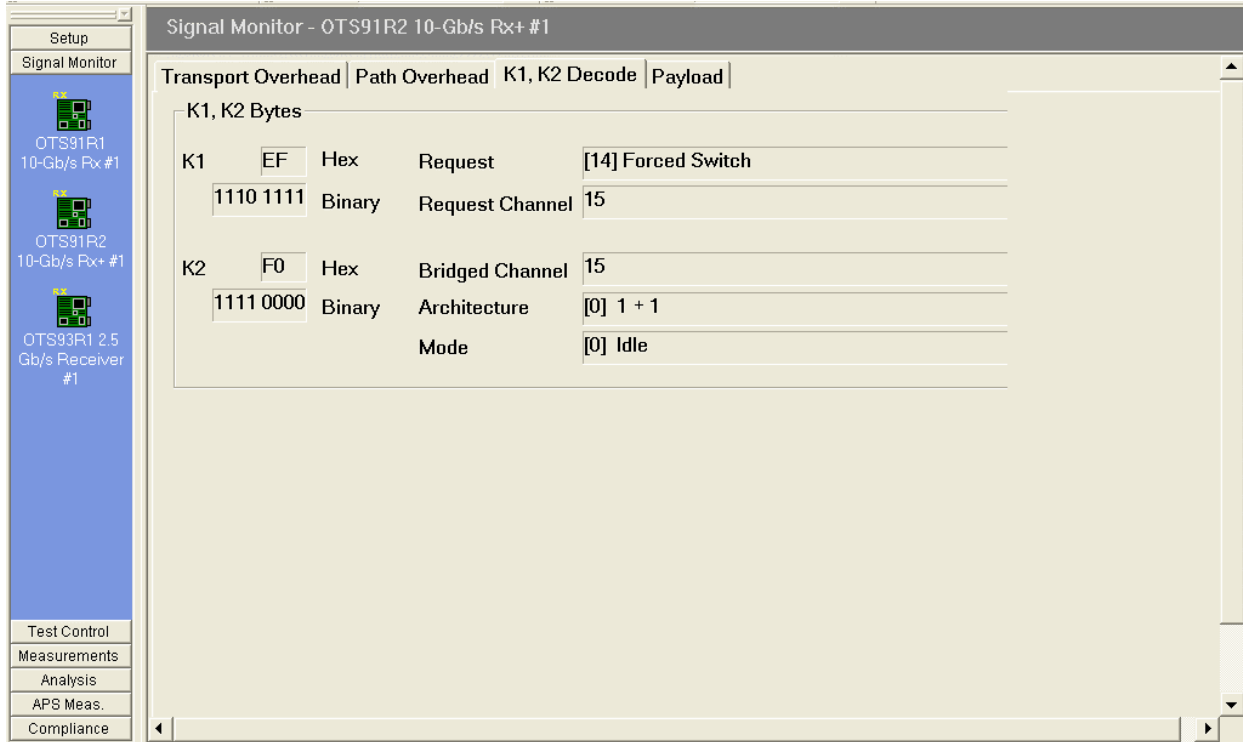 Setup
Signal Monitor
RX
OTS91R1
10-Gb/s Rx #1
RX
OTS91R2
10-Gb/s Rx+ #1
RX
OTS93R1 2.5
Gb/s Receiver
#1
Test Control
Measurements
Analysis
APS Meas.
Compliance
Signal Monitor - OTS91R2 10-Gb/s Rx+ #1
Transport Overhead Path Overhead K1, K2 Decode Payload
K1, K2 Bytes
K1 EF Hex Request [14] Forced Switch
1110 1111 Binary Request Channel 15
K2 F0 Hex Bridged Channel 15
1111 0000 Binary Architecture [0] 1 + 1
Mode [0] Idle